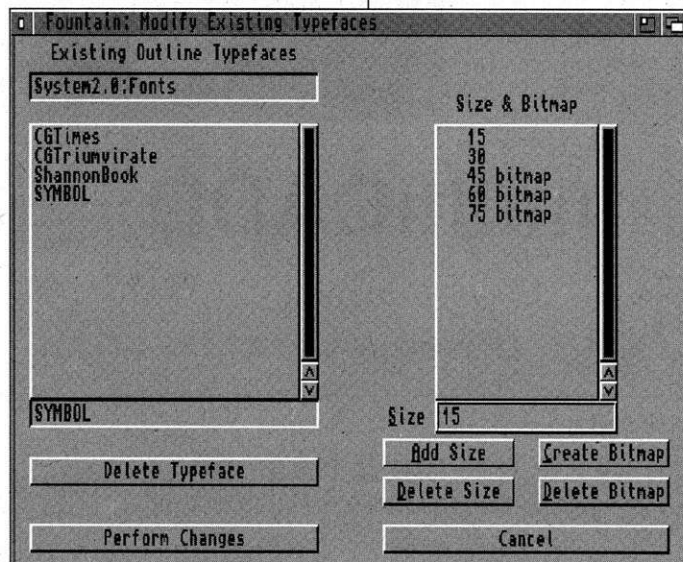 Fountain: Modify Existing Typefaces
Existing Outline Typefaces
System2.0:Fonts
CGTimes
CGTriumvirate
ShannonBook
SYMBOL
SYMBOL
Delete Typeface
Perform Changes
Size & Bitmap
15
30
45 bitmap
60 bitmap
75 bitmap
Size 15
Add Size
Create Bitmap
Delete Size
Delete Bitmap
Cancel